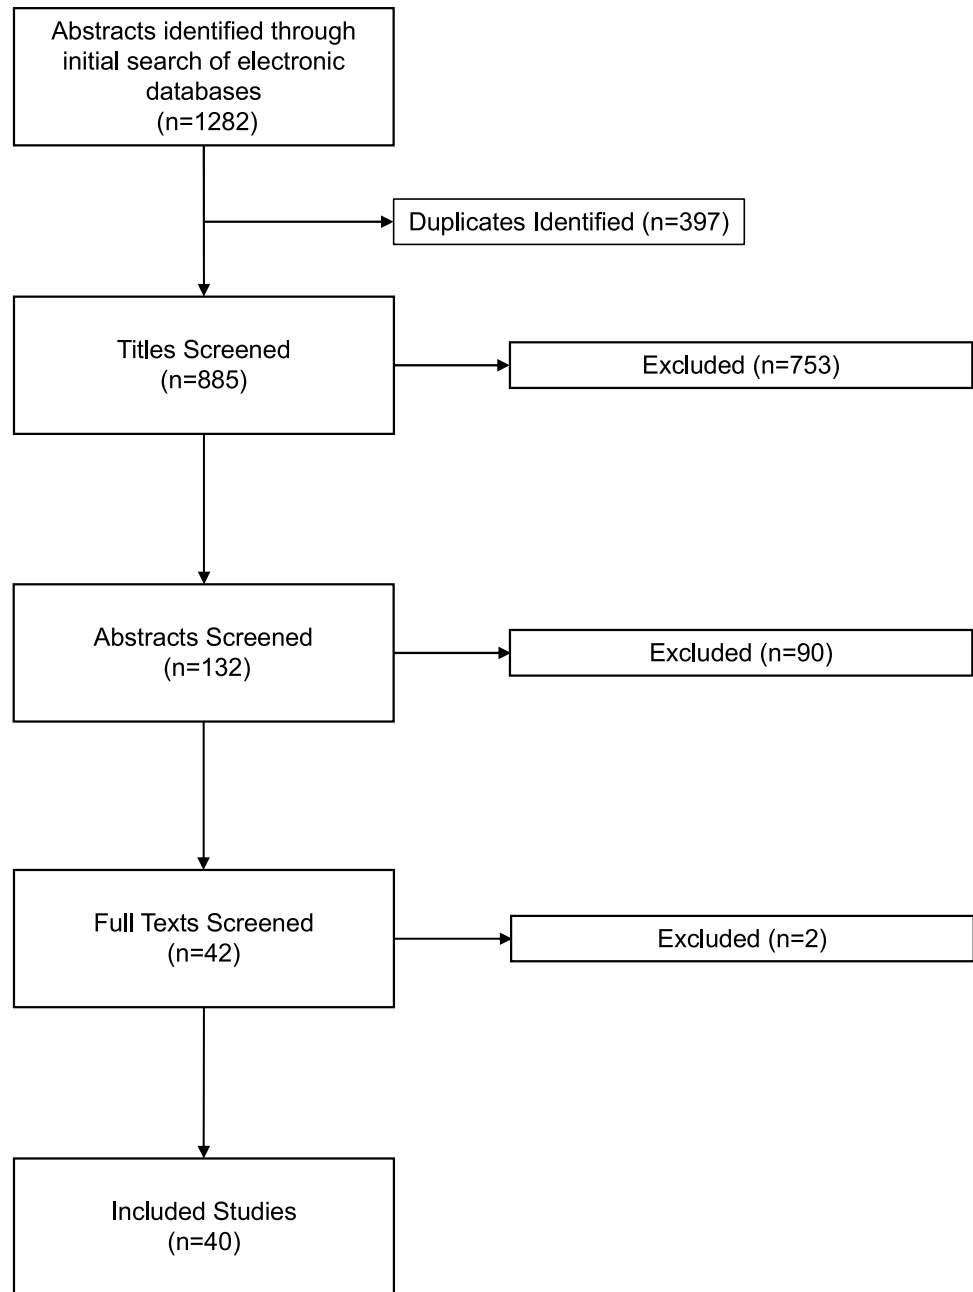 Abstracts identified through
initial search of electronic
databases
(n=1282)
Duplicates Identified (n=397)
Titles Screened
(n=885)
Excluded (n=753)
Abstracts Screened
(n=132)
Excluded (n=90)
Full Texts Screened
(n=42)
Excluded (n=2)
Included Studies
(n=40)